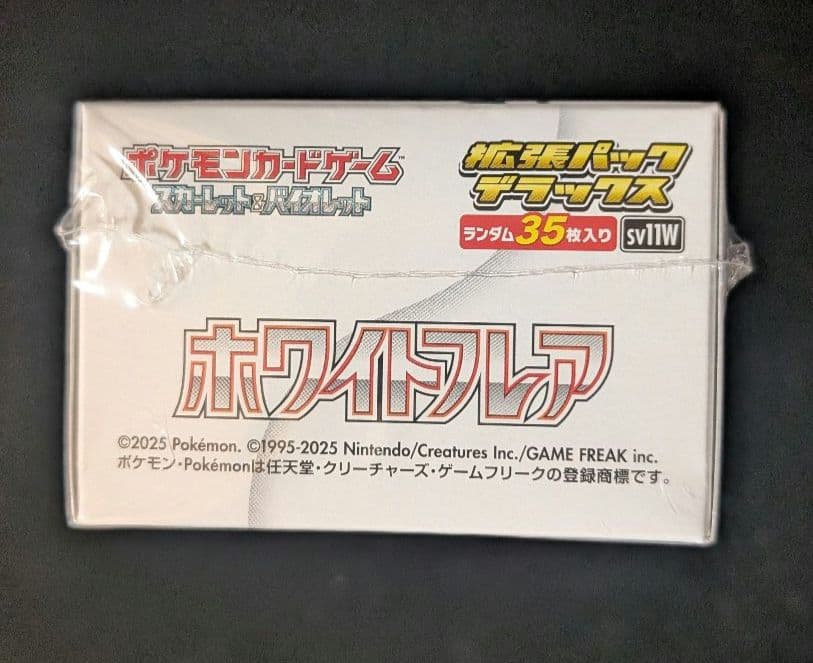 ポケモンカードゲーム™
スカーレット&バイオレット
拡張パック
デラックス
ランダム35枚入り sv11W
ホワイトフレア
©2025 Pokémon. ©1995-2025 Nintendo/Creatures Inc./GAME FREAK inc.
ポケモン・Pokémonは任天堂・クリーチャーズ・ゲームフリークの登録商標です。